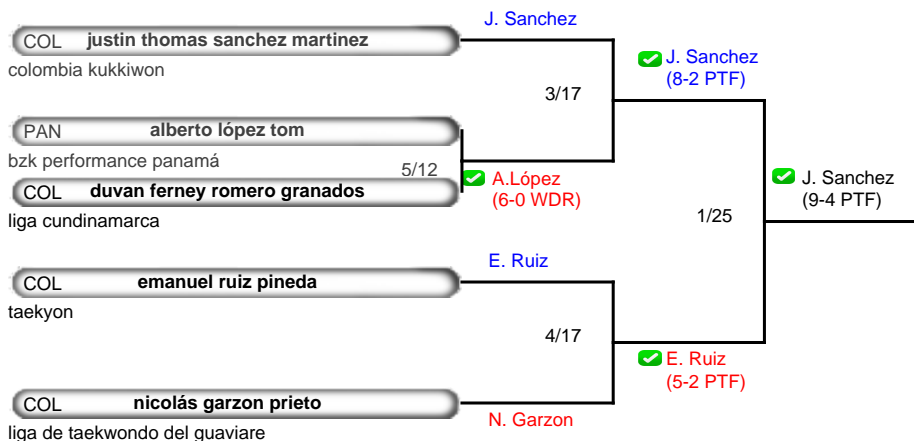 J. Sanchez
COL justin thomas sanchez martinez
colombia kukkiwon
J. Sanchez
(8-2 PTF)
3/17
PAN alberto lópez tom
bzk performance panamá
5/12
A.López
(6-0 WDR)
COL duvan ferney romero granados
liga cundinamarca
J. Sanchez
(9-4 PTF)
1/25
E. Ruiz
COL emanuel ruiz pineda
taekyon
4/17
E. Ruiz
(5-2 PTF)
COL nicolás garzon prieto
N. Garzon
liga de taekwondo del guaviare